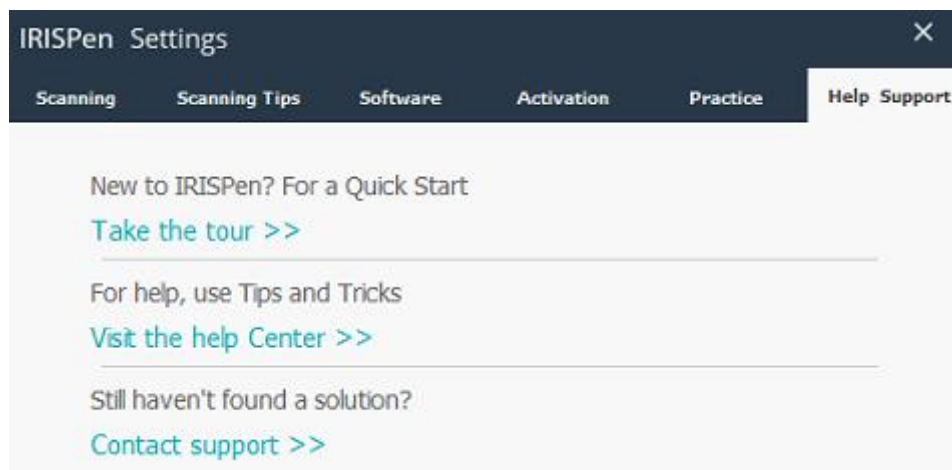 IRISPen Settings
Scanning Scanning Tips Software Activation Practice Help Support
New to IRISPen? For a Quick Start
Take the tour >>
For help, use Tips and Tricks
Visit the help Center >>
Still haven't found a solution?
Contact support >>